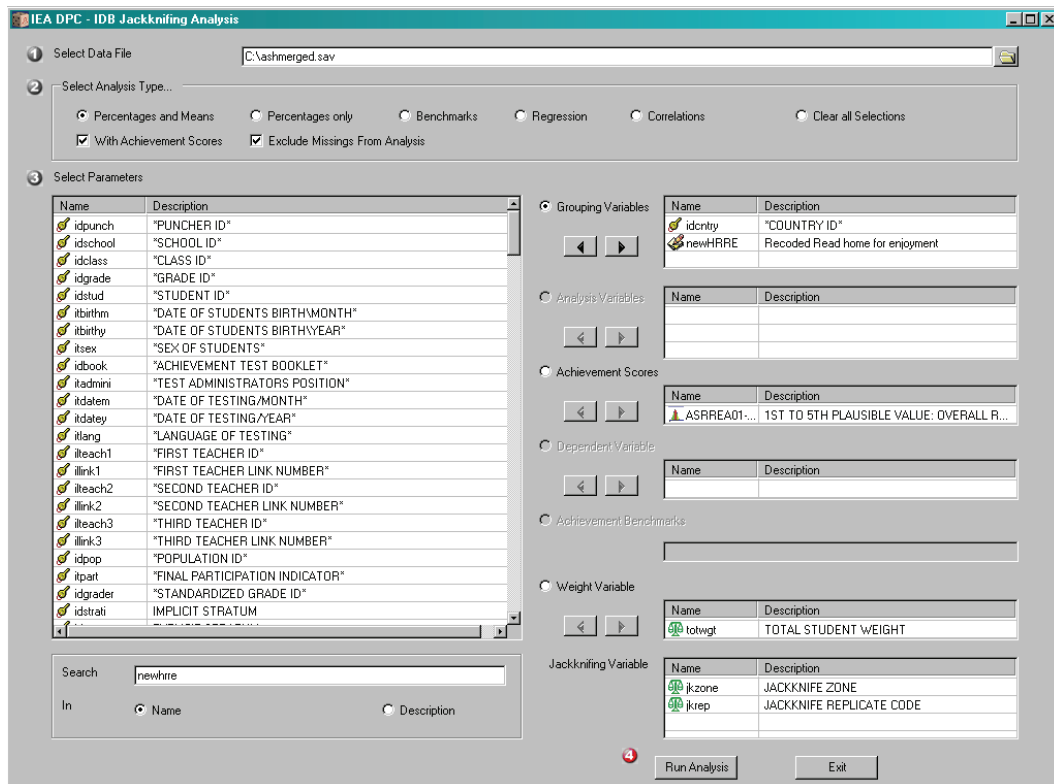 IEA DPC - IDB Jackknifing Analysis
1 Select Data File C:\ashmerged.sav
2 Select Analysis Type...
Percentages and Means Percentages only Benchmarks Regression Correlations Clear all Selections
With Achievement Scores Exclude Missings From Analysis
3 Select Parameters
Name Description
idpunch *PUNCHER ID*
idschool *SCHOOL ID*
idclass *CLASS ID*
idgrade *GRADE ID*
idstud *STUDENT ID*
itbirthm *DATE OF STUDENTS BIRTH\MONTH*
itbirthy *DATE OF STUDENTS BIRTH\YEAR*
itsex *SEX OF STUDENTS*
idbook *ACHIEVEMENT TEST BOOKLET*
itadmini *TEST ADMINISTRATORS POSITION*
itdatem *DATE OF TESTING/MONTH*
itdatey *DATE OF TESTING/YEAR*
itlang *LANGUAGE OF TESTING*
ilteach1 *FIRST TEACHER ID*
illink1 *FIRST TEACHER LINK NUMBER*
ilteach2 *SECOND TEACHER ID*
illink2 *SECOND TEACHER LINK NUMBER*
ilteach3 *THIRD TEACHER ID*
illink3 *THIRD TEACHER LINK NUMBER*
idpop *POPULATION ID*
itpart *FINAL PARTICIPATION INDICATOR*
idgrader *STANDARDIZED GRADE ID*
idstrati IMPLICIT STRATUM
Search newhrre
In Name Description
Grouping Variables
Name Description
idcntry *COUNTRY ID*
newHRRE Recoded Read home for enjoyment
Analysis Variables
Name Description
Achievement Scores
Name Description
ASRREA01-... 1ST TO 5TH PLAUSIBLE VALUE: OVERALL R...
Dependent Variable
Name Description
Achievement Benchmarks
Weight Variable
Name Description
totwgt TOTAL STUDENT WEIGHT
Jackknifing Variable
Name Description
jkzone JACKKNIFE ZONE
jkrep JACKKNIFE REPLICATE CODE
4 Run Analysis Exit